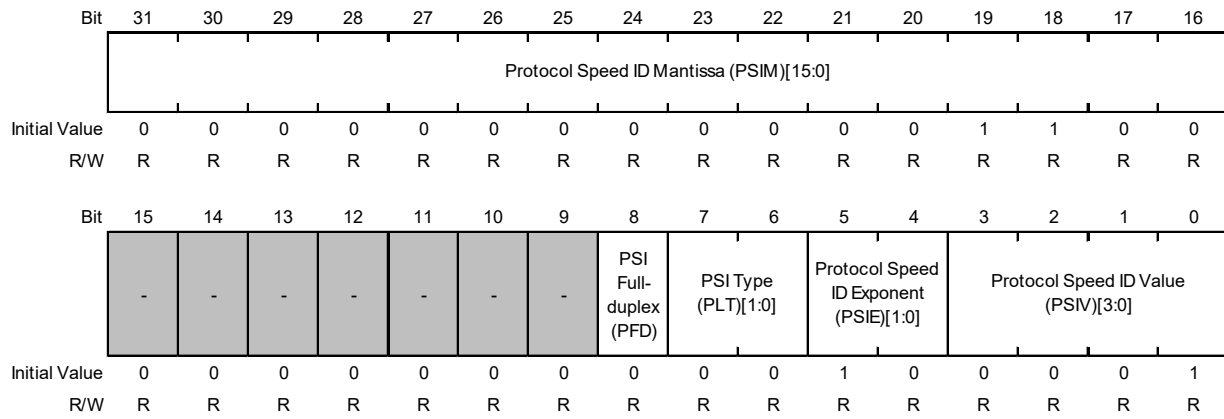 Bit 31 30 29 28 27 26 25 24 23 22 21 20 19 18 17 16
Protocol Speed ID Mantissa (PSIM)[15:0]
Initial Value 0 0 0 0 0 0 0 0 0 0 0 0 1 1 0 0
R/W R R R R R R R R R R R R R R R R
Bit 15 14 13 12 11 10 9 8 7 6 5 4 3 2 1 0
- - - - - - -
PSI
Full-
duplex
(PFD)
PSI Type
(PLT)[1:0]
Protocol Speed
ID Exponent
(PSIE)[1:0]
Protocol Speed ID Value
(PSIV)[3:0]
Initial Value 0 0 0 0 0 0 0 0 0 0 1 0 0 0 0 1
R/W R R R R R R R R R R R R R R R R